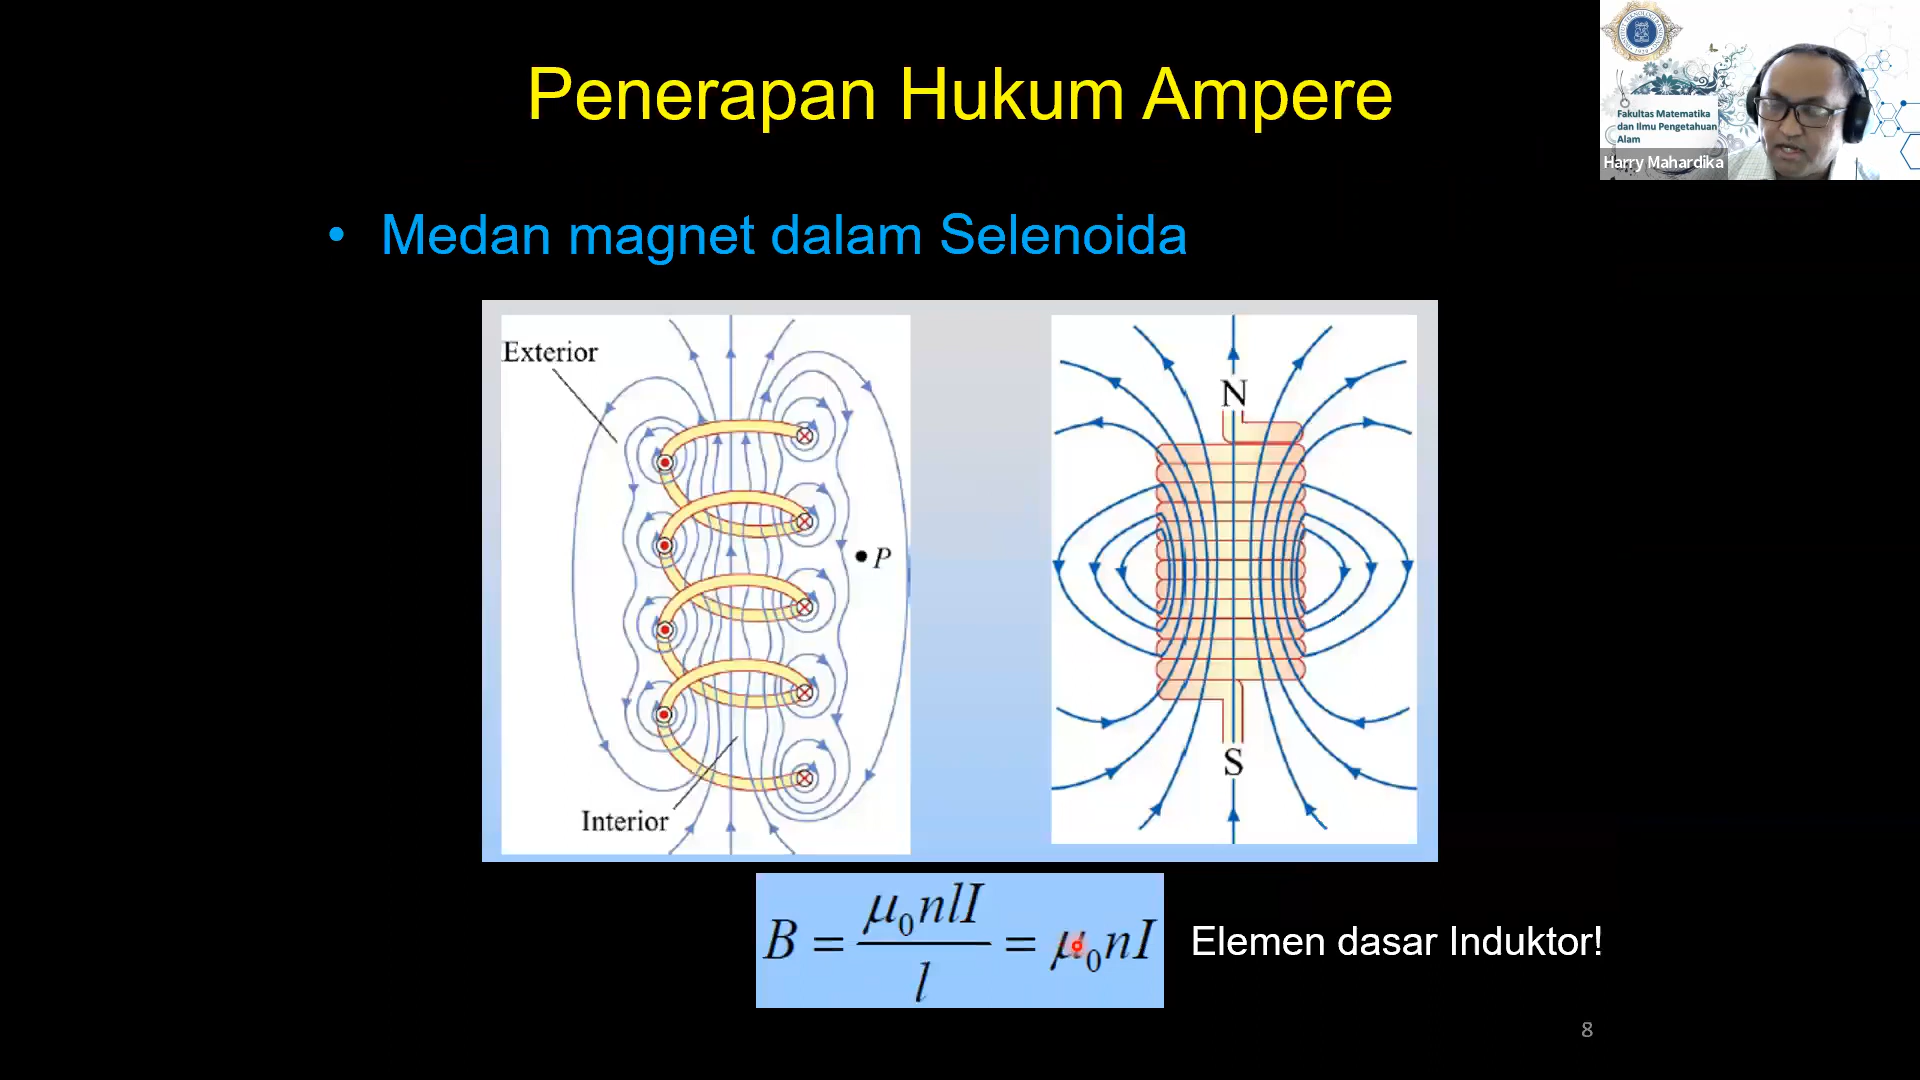 Penerapan Hukum Ampere
Fakultas Matematika
dan Ilmu Pengetahuan
Alam
Harry Mahardika
• Medan magnet dalam Selenoida
Exterior
P
Interior
N
S
B = μ₀nlI / l = μ₀nI
Elemen dasar Induktor!
8